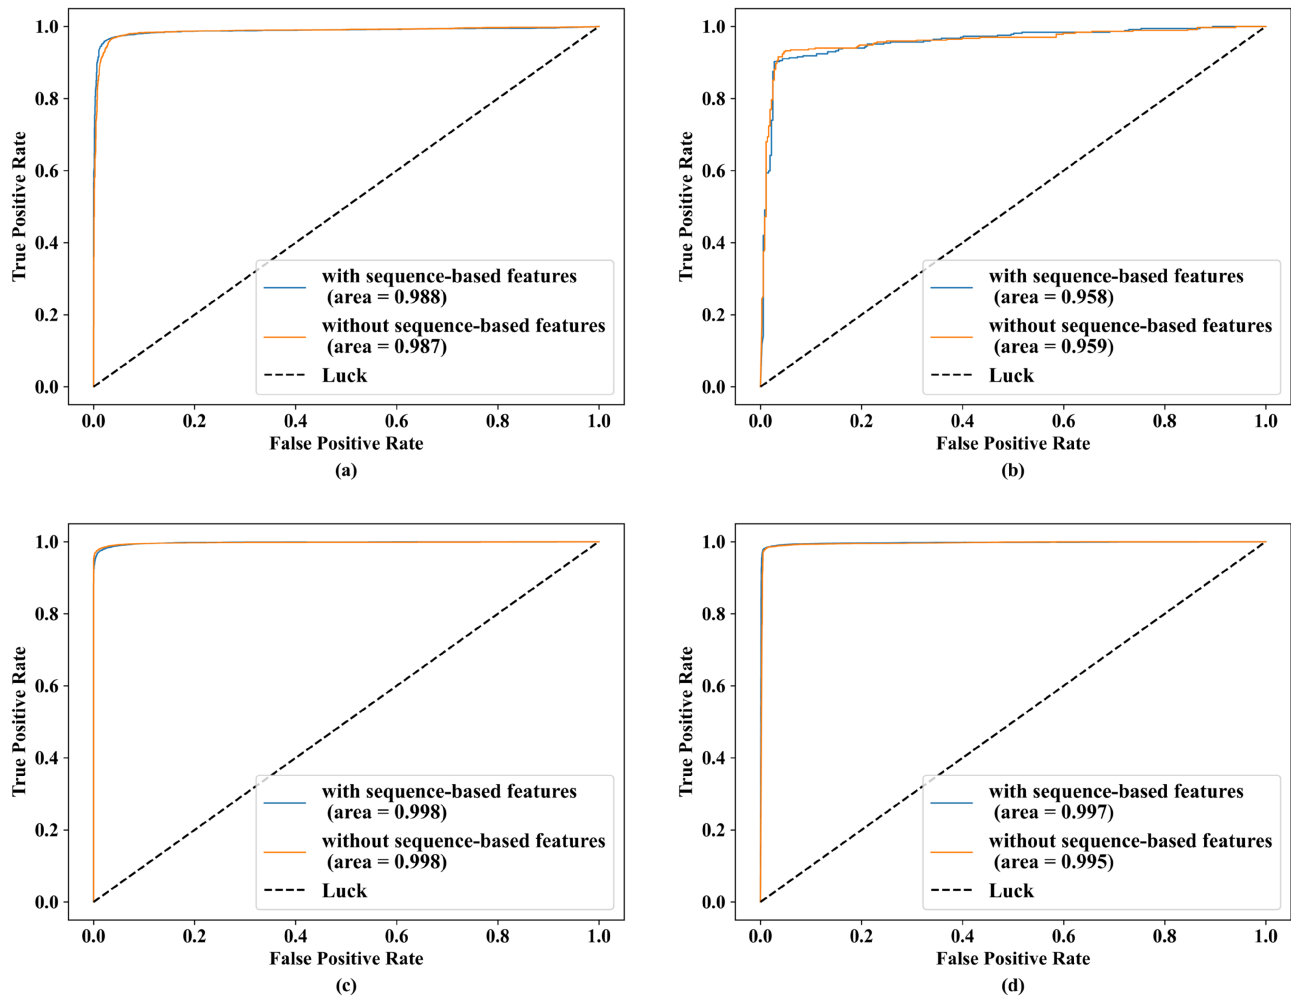 1.0
0.8
0.6
0.4
0.2
0.0
True Positive Rate
with sequence-based features
(area = 0.988)
without sequence-based features
(area = 0.987)
Luck
0.0 0.2 0.4 0.6 0.8 1.0
False Positive Rate
(a)
1.0
0.8
0.6
0.4
0.2
0.0
True Positive Rate
with sequence-based features
(area = 0.958)
without sequence-based features
(area = 0.959)
Luck
0.0 0.2 0.4 0.6 0.8 1.0
False Positive Rate
(b)
1.0
0.8
0.6
0.4
0.2
0.0
True Positive Rate
with sequence-based features
(area = 0.998)
without sequence-based features
(area = 0.998)
Luck
0.0 0.2 0.4 0.6 0.8 1.0
False Positive Rate
(c)
1.0
0.8
0.6
0.4
0.2
0.0
True Positive Rate
with sequence-based features
(area = 0.997)
without sequence-based features
(area = 0.995)
Luck
0.0 0.2 0.4 0.6 0.8 1.0
False Positive Rate
(d)